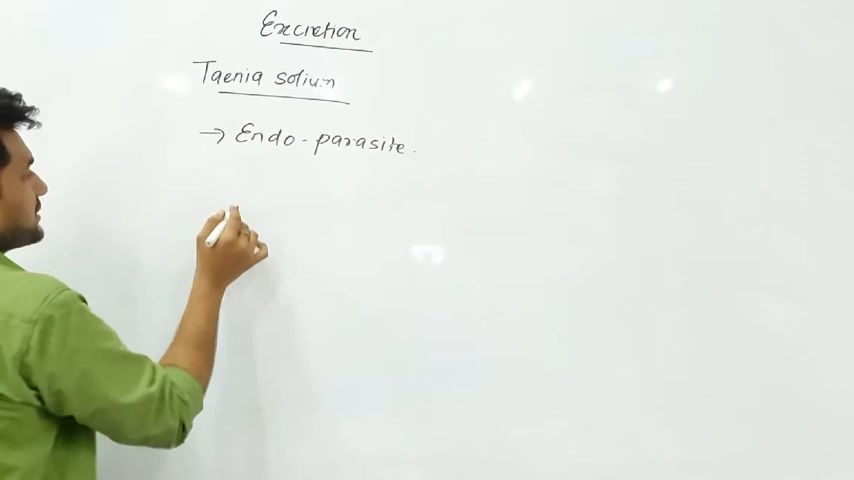 Excretion
Taenia solium
→ Endo-parasite.